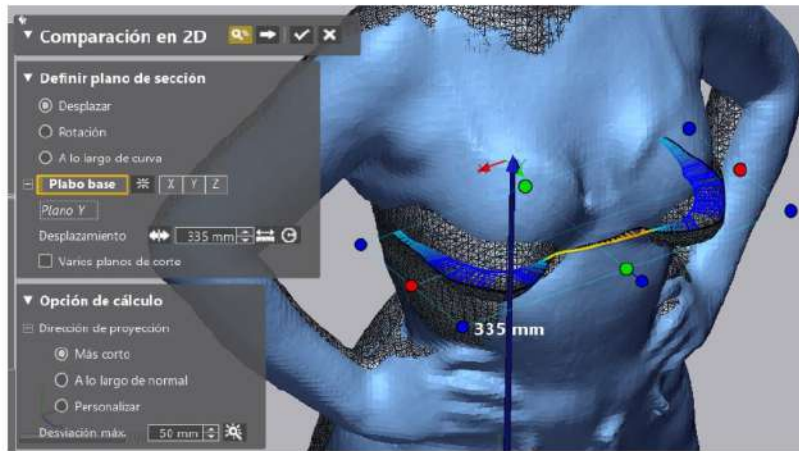 Comparación en 2D
Definir plano de sección
Desplazar
Rotación
A lo largo de curva
Plabo base X Y Z
Plano Y
Desplazamiento 335 mm
Varios planos de corte
Opción de cálculo
Dirección de proyección
Más corto
A lo largo de normal
Personalizar
Desviación máx. 50 mm
335 mm